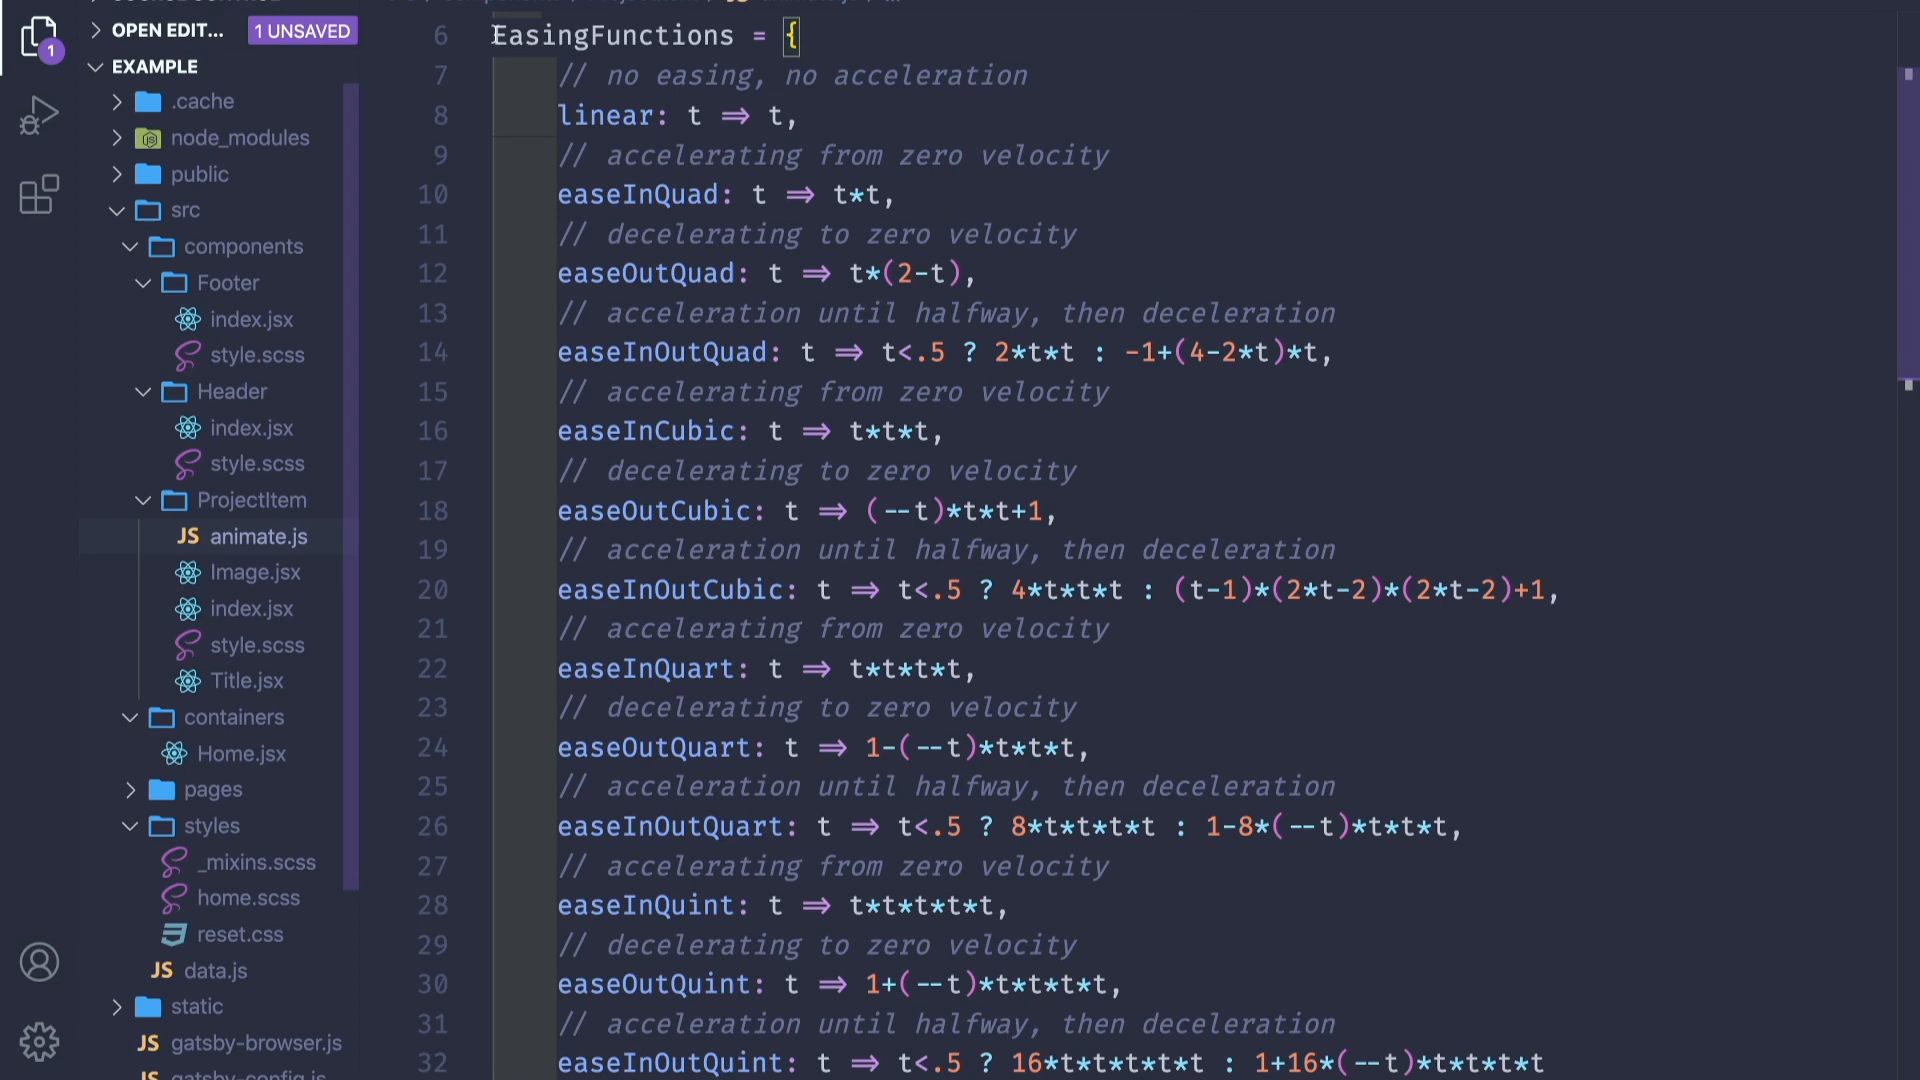 OPEN EDIT... 1 UNSAVED
1
EXAMPLE
.cache
node_modules
public
src
components
Footer
index.jsx
style.scss
Header
index.jsx
style.scss
ProjectItem
JS animate.js
Image.jsx
index.jsx
style.scss
Title.jsx
containers
Home.jsx
pages
styles
_mixins.scss
home.scss
reset.css
JS data.js
static
JS gatsby-browser.js
JS gatsby-config.js
6 EasingFunctions = {
7 // no easing, no acceleration
8 linear: t => t,
9 // accelerating from zero velocity
10 easeInQuad: t => t*t,
11 // decelerating to zero velocity
12 easeOutQuad: t => t*(2-t),
13 // acceleration until halfway, then deceleration
14 easeInOutQuad: t => t<.5 ? 2*t*t : -1+(4-2*t)*t,
15 // accelerating from zero velocity
16 easeInCubic: t => t*t*t,
17 // decelerating to zero velocity
18 easeOutCubic: t => (--t)*t*t+1,
19 // acceleration until halfway, then deceleration
20 easeInOutCubic: t => t<.5 ? 4*t*t*t : (t-1)*(2*t-2)*(2*t-2)+1,
21 // accelerating from zero velocity
22 easeInQuart: t => t*t*t*t,
23 // decelerating to zero velocity
24 easeOutQuart: t => 1-(--t)*t*t*t,
25 // acceleration until halfway, then deceleration
26 easeInOutQuart: t => t<.5 ? 8*t*t*t*t : 1-8*(--t)*t*t*t,
27 // accelerating from zero velocity
28 easeInQuint: t => t*t*t*t*t,
29 // decelerating to zero velocity
30 easeOutQuint: t => 1+(--t)*t*t*t*t,
31 // acceleration until halfway, then deceleration
32 easeInOutQuint: t => t<.5 ? 16*t*t*t*t*t : 1+16*(--t)*t*t*t*t